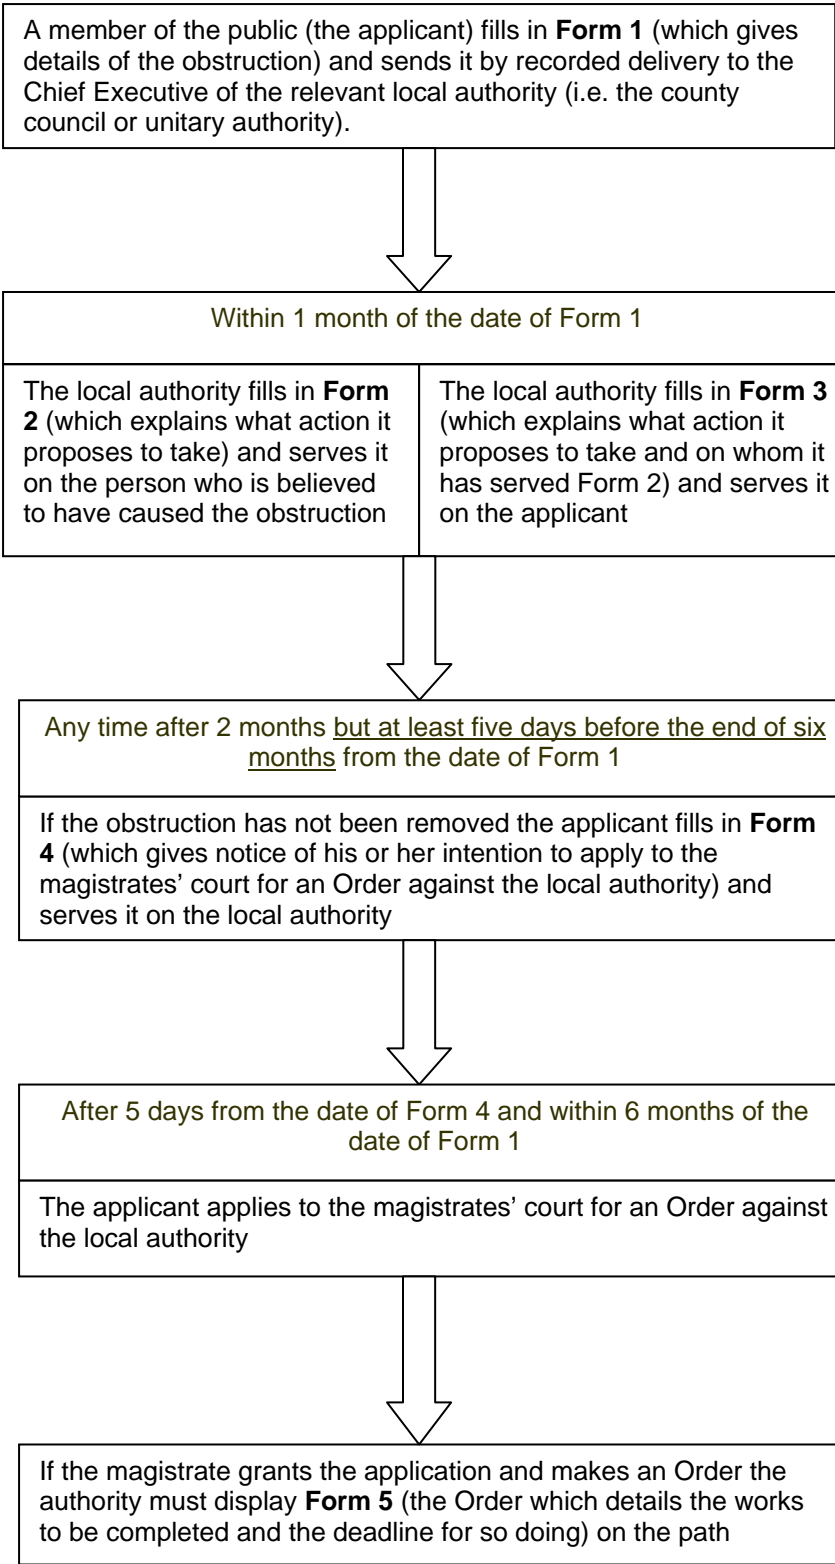 A member of the public (the applicant) fills in Form 1 (which gives
details of the obstruction) and sends it by recorded delivery to the
Chief Executive of the relevant local authority (i.e. the county
council or unitary authority).
Within 1 month of the date of Form 1
The local authority fills in Form
2 (which explains what action it
proposes to take) and serves it
on the person who is believed
to have caused the obstruction
The local authority fills in Form 3
(which explains what action it
proposes to take and on whom it
has served Form 2) and serves it
on the applicant
Any time after 2 months but at least five days before the end of six
months from the date of Form 1
If the obstruction has not been removed the applicant fills in Form
4 (which gives notice of his or her intention to apply to the
magistrates’ court for an Order against the local authority) and
serves it on the local authority
After 5 days from the date of Form 4 and within 6 months of the
date of Form 1
The applicant applies to the magistrates’ court for an Order against
the local authority
If the magistrate grants the application and makes an Order the
authority must display Form 5 (the Order which details the works
to be completed and the deadline for so doing) on the path